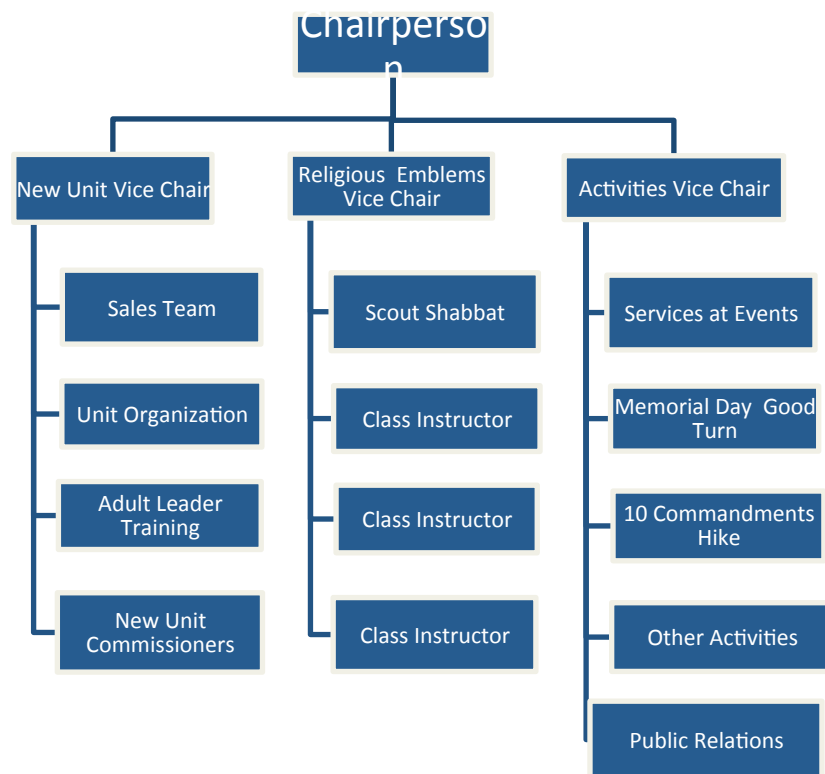 Chairperso
n
New Unit Vice Chair
Religious Emblems
Vice Chair
Activities Vice Chair
Sales Team
Unit Organization
Adult Leader
Training
New Unit
Commissioners
Scout Shabbat
Class Instructor
Class Instructor
Class Instructor
Services at Events
Memorial Day Good
Turn
10 Commandments
Hike
Other Activities
Public Relations